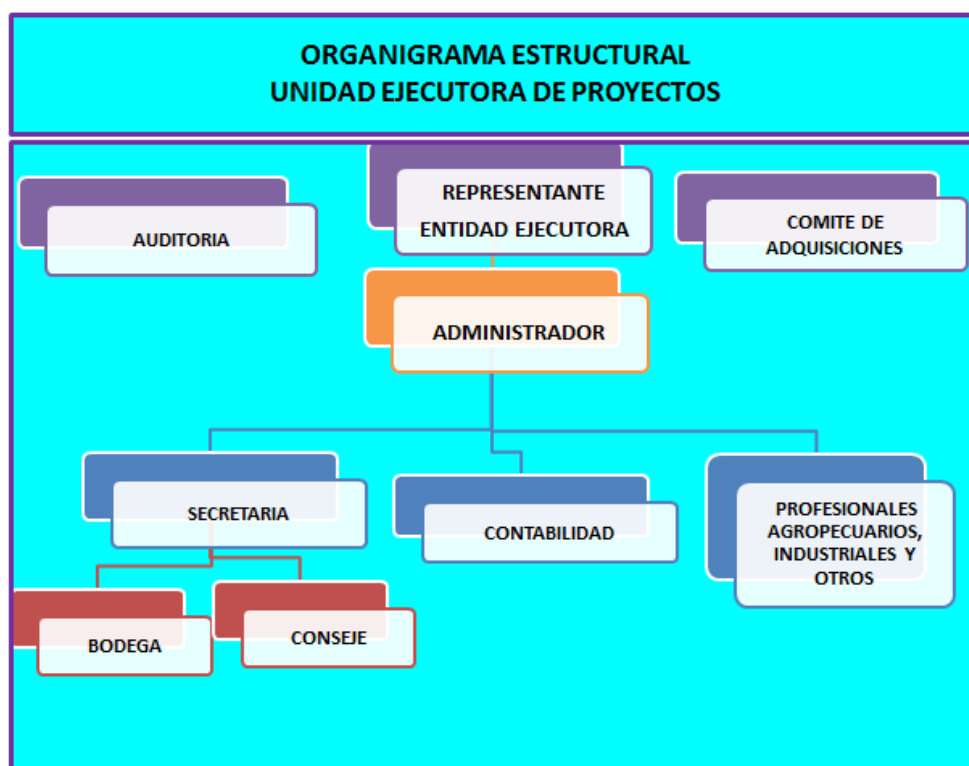 ORGANIGRAMA ESTRUCTURAL
UNIDAD EJECUTORA DE PROYECTOS
AUDITORIA
REPRESENTANTE
ENTIDAD EJECUTORA
COMITE DE
ADQUISICIONES
ADMINISTRADOR
SECRETARIA
CONTABILIDAD
PROFESIONALES
AGROPECUARIOS,
INDUSTRIALES Y
OTROS
BODEGA
CONSEJE